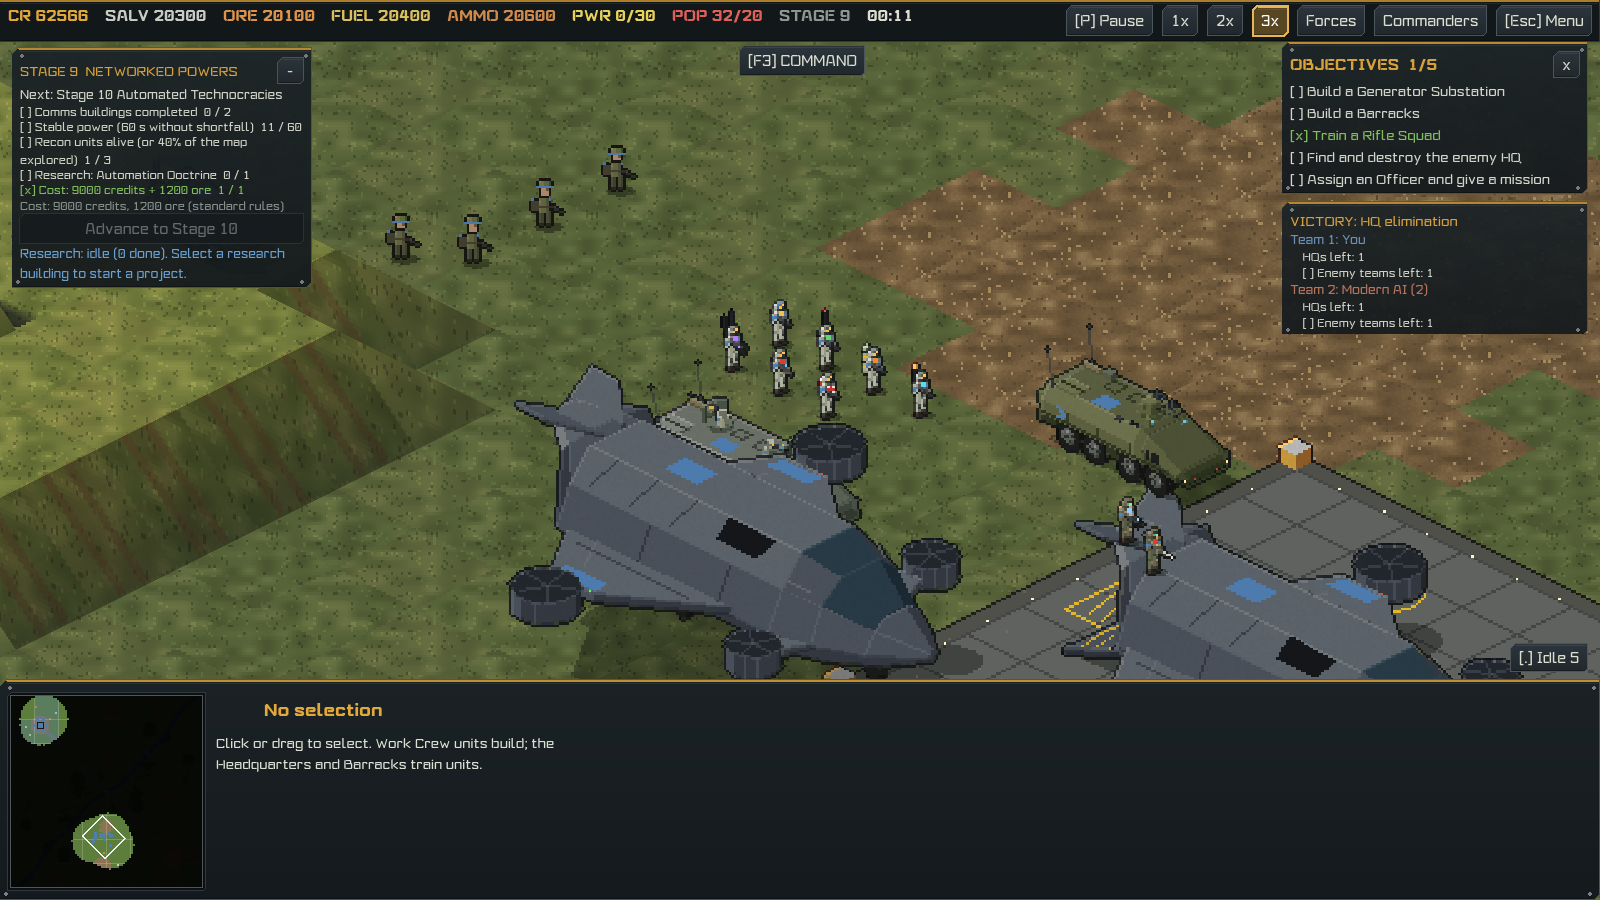 CR 62566 SALV 20300 ORE 20100 FUEL 20400 AMMO 20600 PWR 0/30 POP 32/20 STAGE 9 00:11 [P] Pause 1x 2x 3x Forces Commanders [Esc] Menu
[F3] COMMAND
STAGE 9 NETWORKED POWERS -
Next: Stage 10 Automated Technocracies
[ ] Comms buildings completed 0 / 2
[ ] Stable power (60 s without shortfall) 11 / 60
[ ] Recon units alive (or 40% of the map
explored) 1 / 3
[ ] Research: Automation Doctrine 0 / 1
[x] Cost: 9000 credits + 1200 ore 1 / 1
Cost: 9000 credits, 1200 ore (standard rules)
Advance to Stage 10
Research: idle (0 done). Select a research
building to start a project.
OBJECTIVES 1/5 x
[ ] Build a Generator Substation
[ ] Build a Barracks
[x] Train a Rifle Squad
[ ] Find and destroy the enemy HQ
[ ] Assign an Officer and give a mission
VICTORY: HQ elimination
Team 1: You
HQs left: 1
[ ] Enemy teams left: 1
Team 2: Modern AI (2)
HQs left: 1
[ ] Enemy teams left: 1
[.] Idle 5
No selection
Click or drag to select. Work Crew units build; the
Headquarters and Barracks train units.